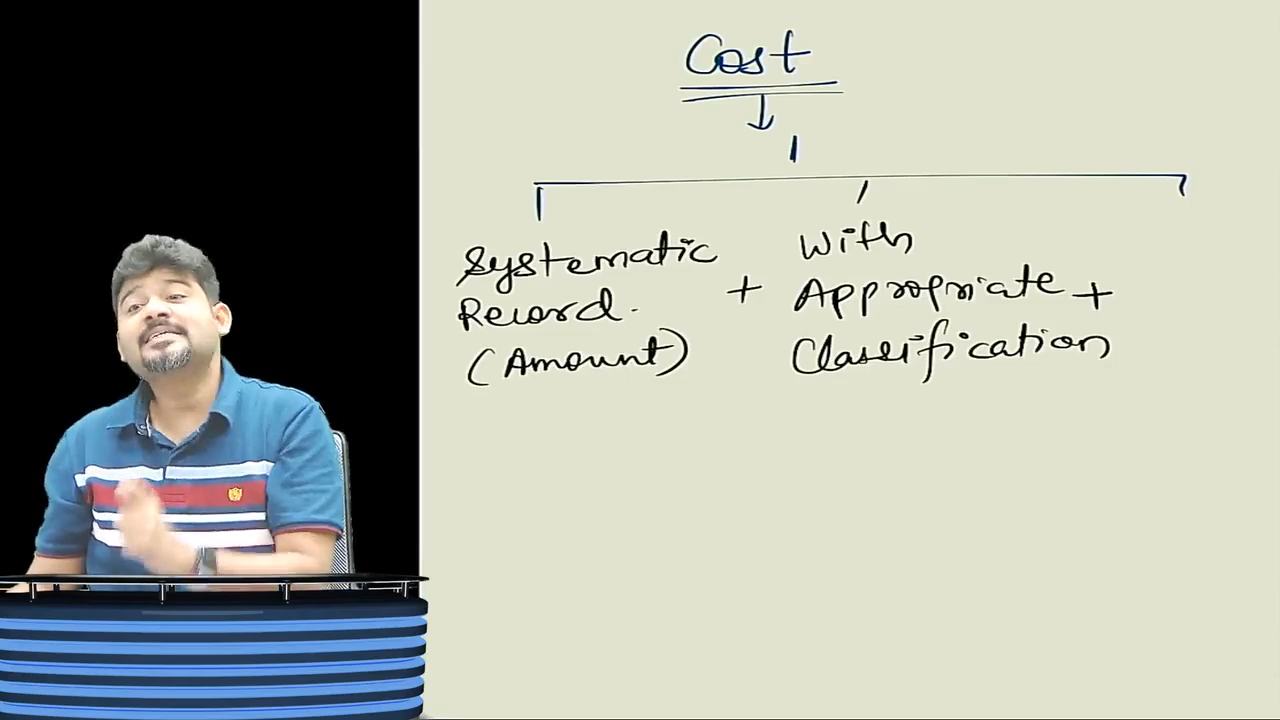 Cost
Systematic
Record.
(Amount)
+
With
Appropriate +
Classification